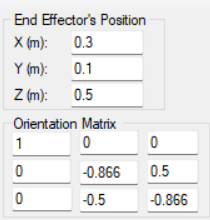 End Effector's Position
X (m): 0.3
Y (m): 0.1
Z (m): 0.5
Orientation Matrix
1 0 0
0 -0.866 0.5
0 -0.5 -0.866